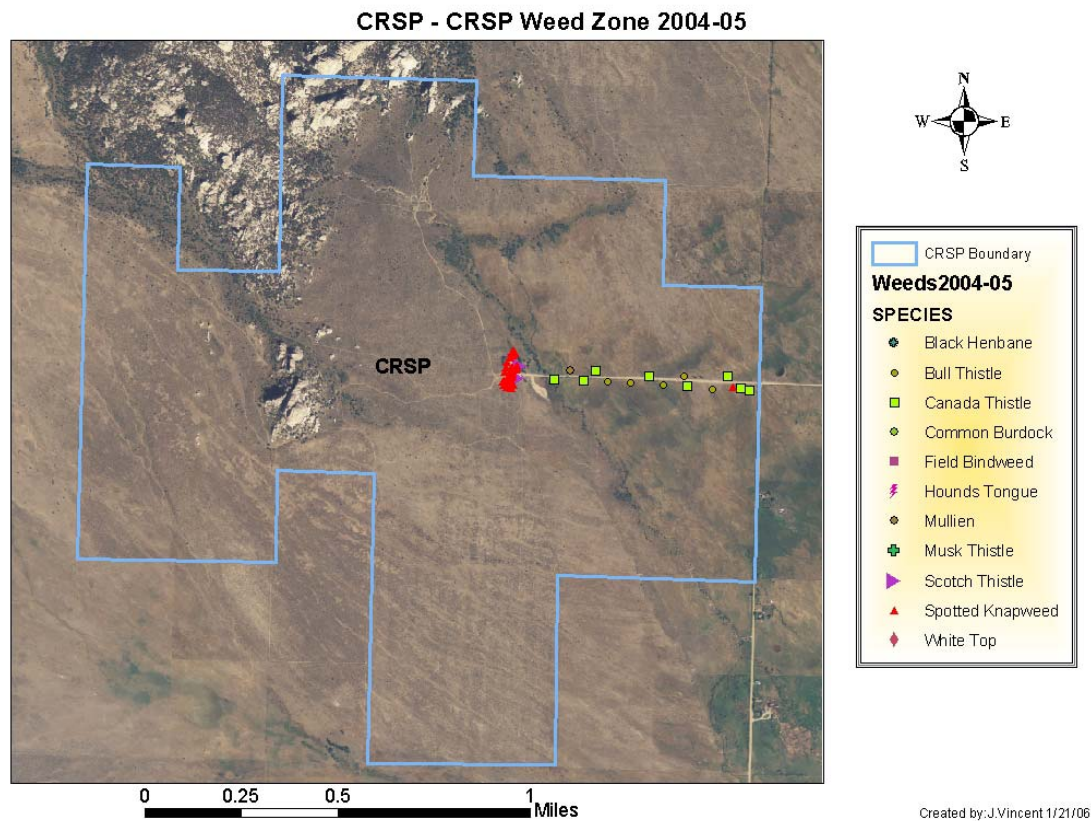 CRSP - CRSP Weed Zone 2004-05
N
W E
S
CRSP
CRSP Boundary
Weeds2004-05
SPECIES
Black Henbane
Bull Thistle
Canada Thistle
Common Burdock
Field Bindweed
Hounds Tongue
Mullien
Musk Thistle
Scotch Thistle
Spotted Knapweed
White Top
0 0.25 0.5 1
Miles
Created by:J.Vincent 1/21/06